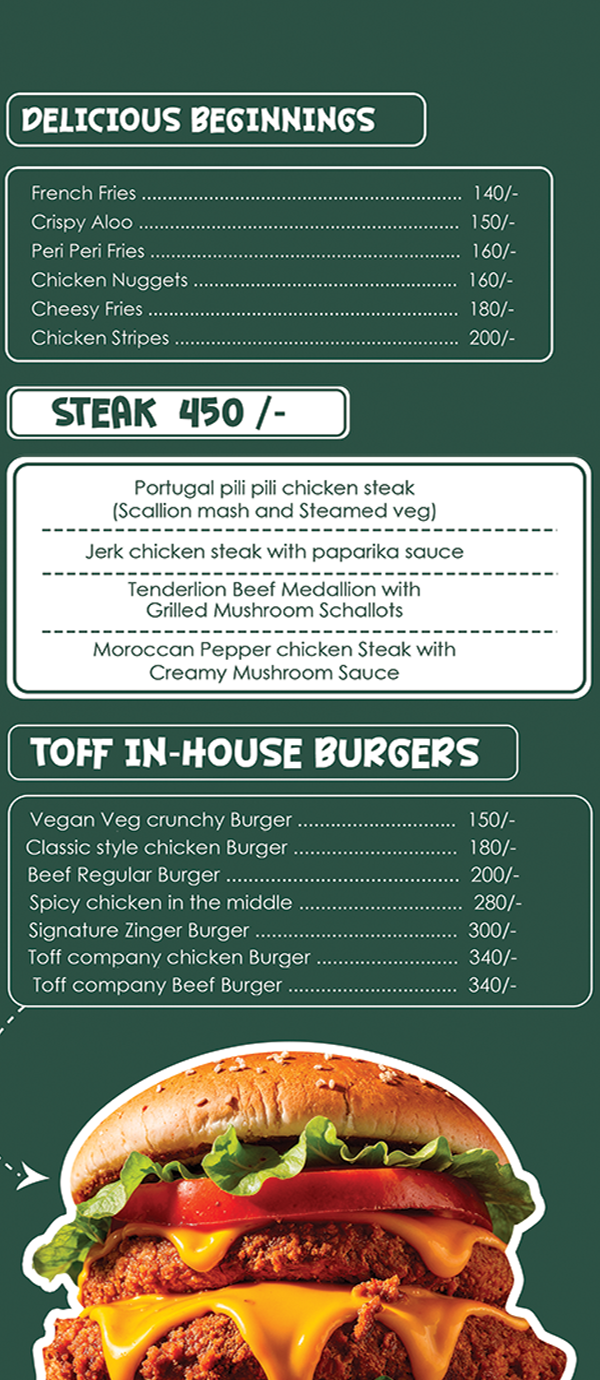 DELICIOUS BEGINNINGS
French Fries ........................................................ 140/-
Crispy Aloo ........................................................ 150/-
Peri Peri Fries ...................................................... 160/-
Chicken Nuggets .............................................. 160/-
Cheesy Fries ...................................................... 180/-
Chicken Stripes .................................................. 200/-
STEAK 450 /-
Portugal pili pili chicken steak
(Scallion mash and Steamed veg)
Jerk chicken steak with paparika sauce
Tenderlion Beef Medallion with
Grilled Mushroom Schallots
Moroccan Pepper chicken Steak with
Creamy Mushroom Sauce
TOFF IN-HOUSE BURGERS
Vegan Veg crunchy Burger ............................ 150/-
Classic style chicken Burger ............................. 180/-
Beef Regular Burger ......................................... 200/-
Spicy chicken in the middle ............................. 280/-
Signature Zinger Burger .................................... 300/-
Toff company chicken Burger ......................... 340/-
Toff company Beef Burger .............................. 340/-